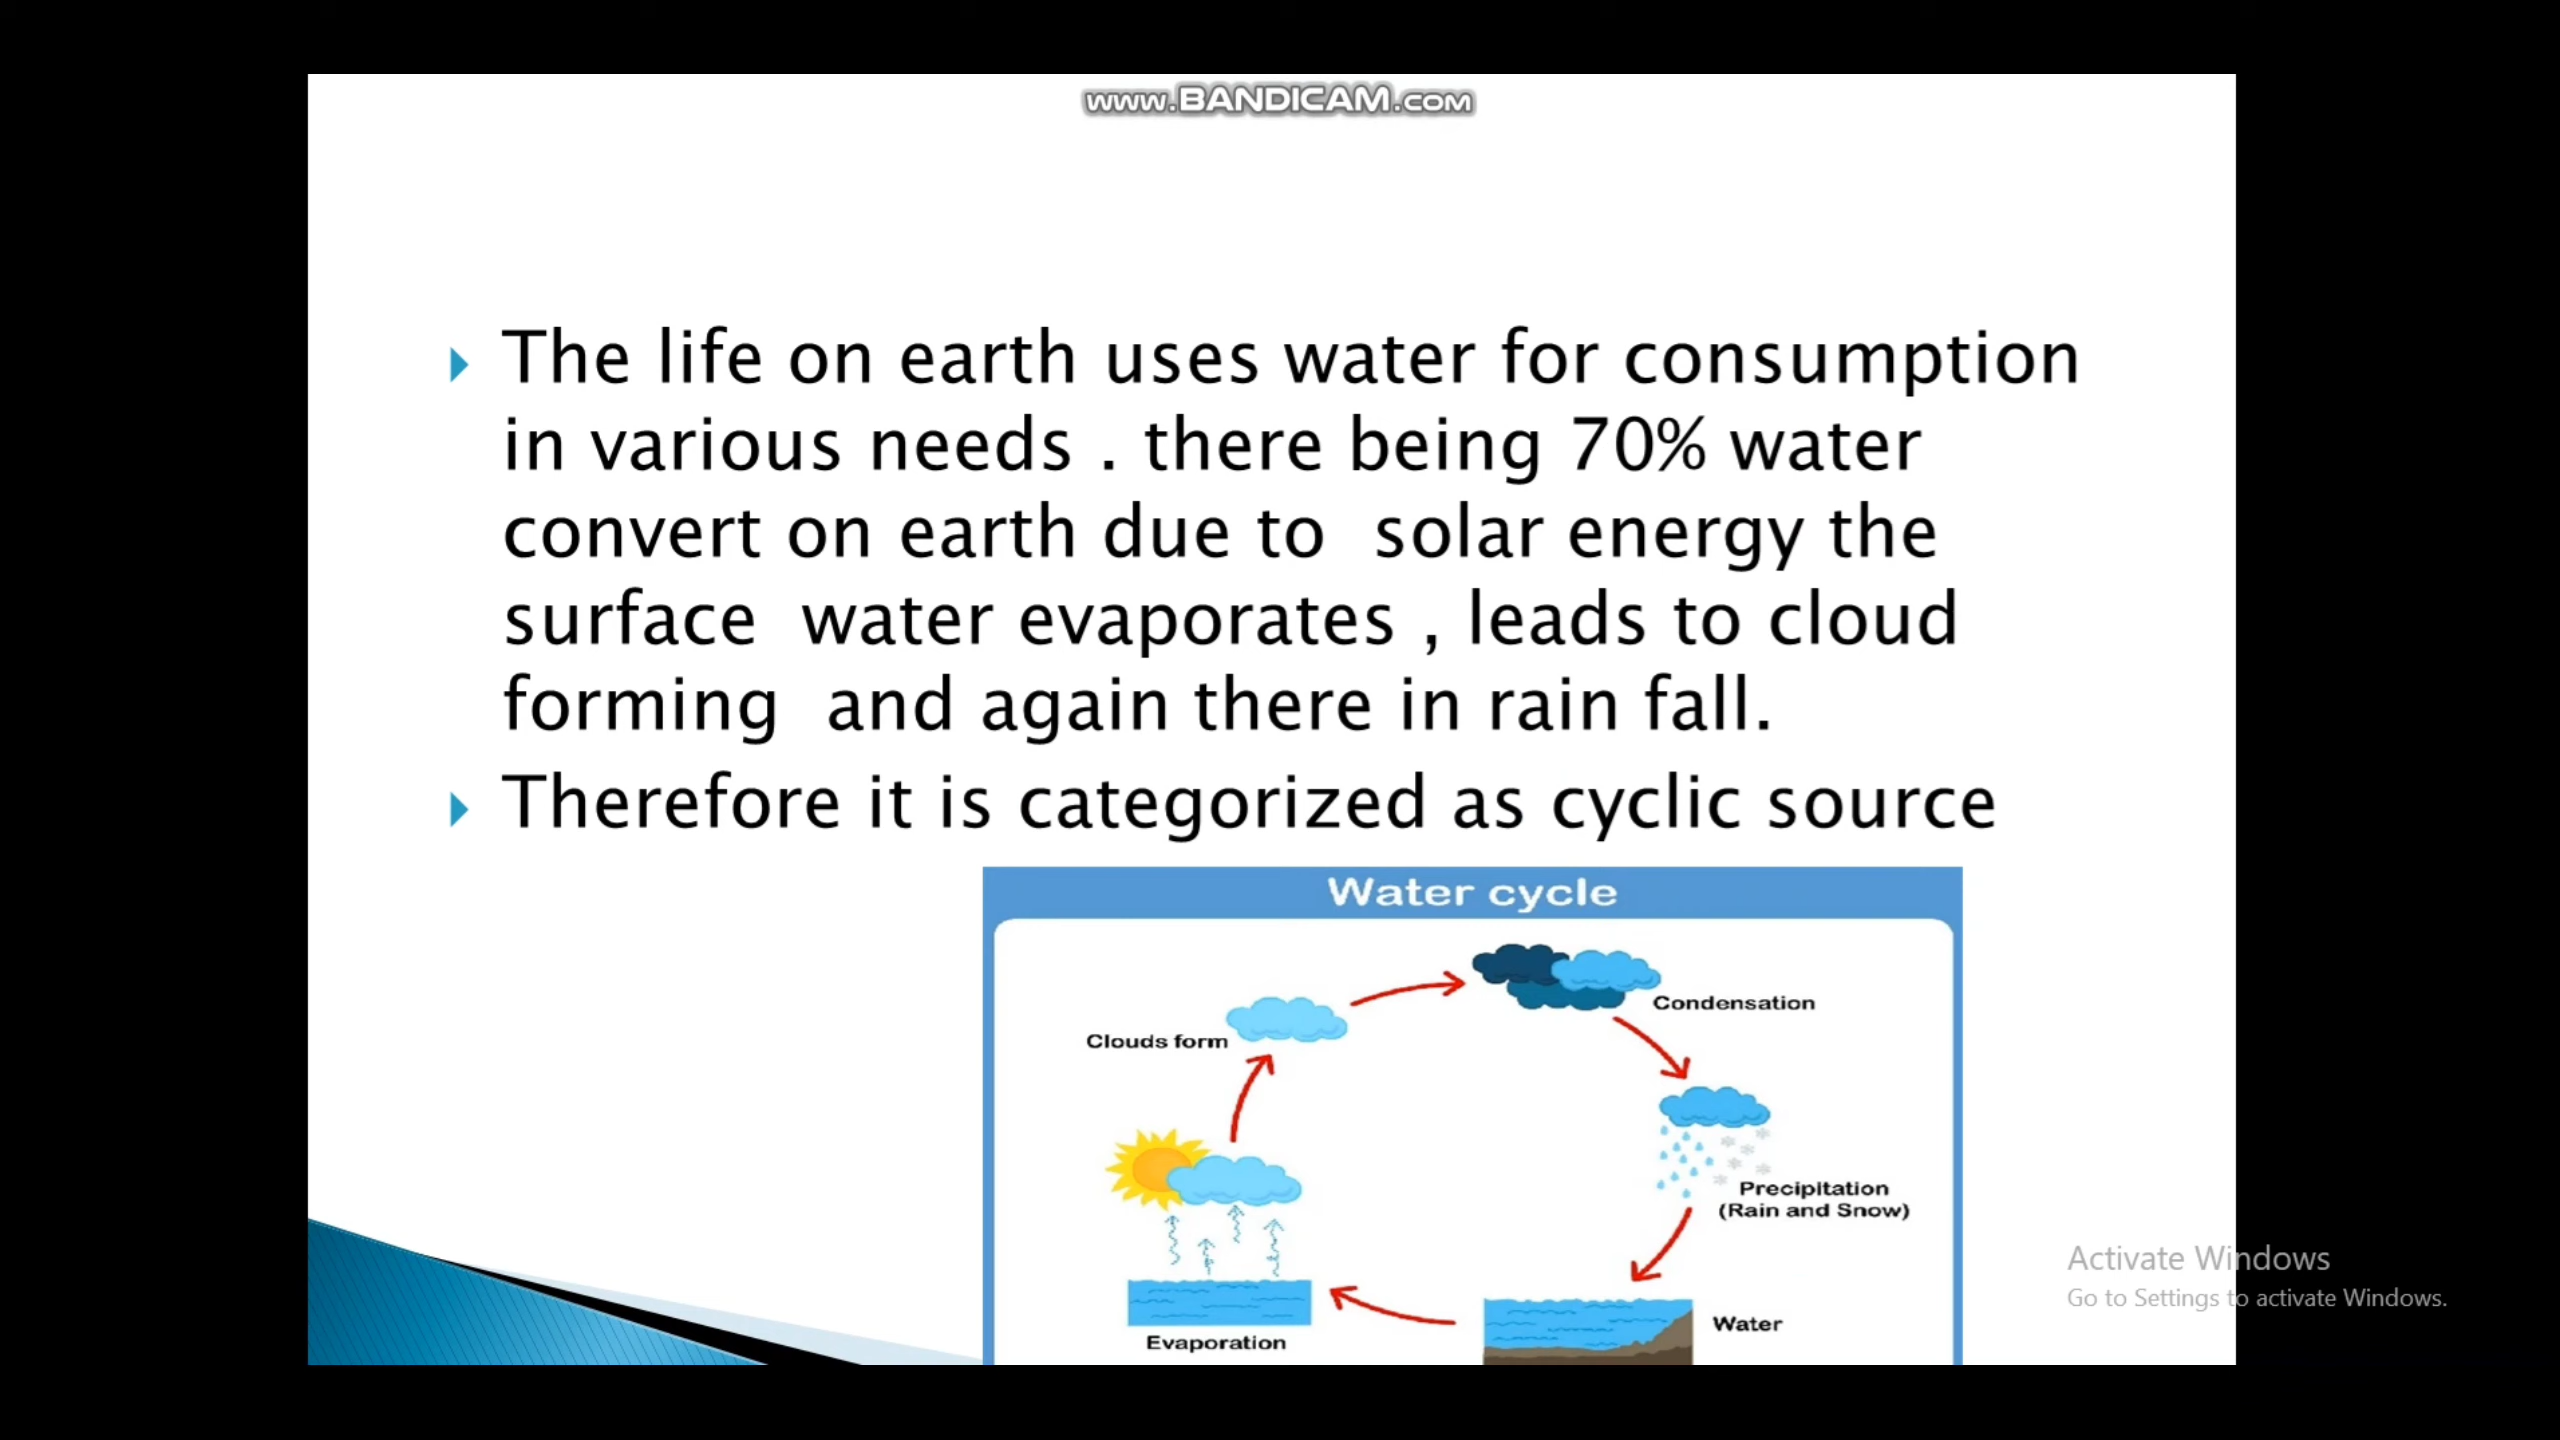 www.BANDICAM.com
The life on earth uses water for consumption
in various needs . there being 70% water
convert on earth due to solar energy the
surface water evaporates , leads to cloud
forming and again there in rain fall.
Therefore it is categorized as cyclic source
Water cycle
Condensation
Clouds form
Precipitation
(Rain and Snow)
Water
Evaporation
Activate Windows
Go to Settings to activate Windows.